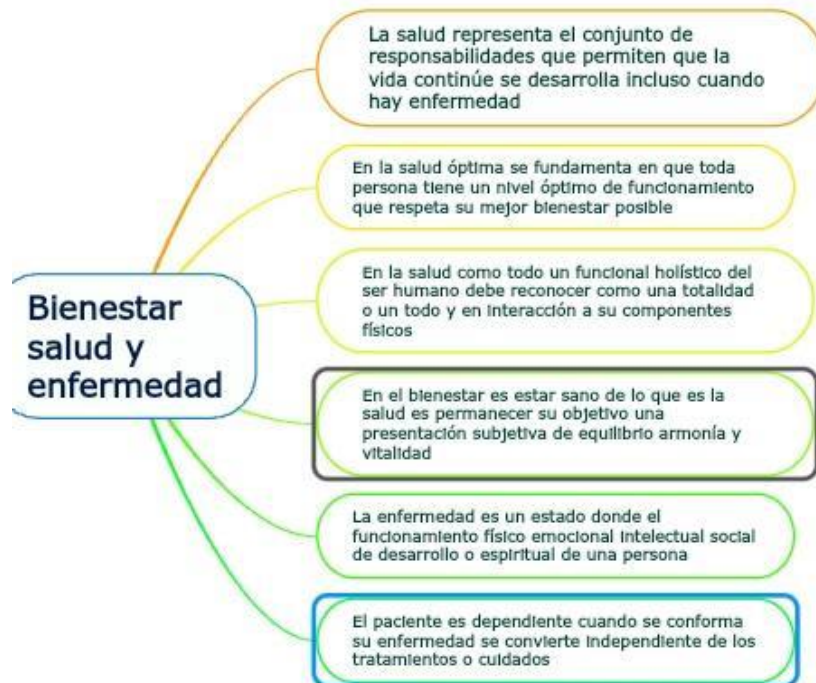 La salud representa el conjunto de
responsabilidades que permiten que la
vida continúe se desarrolla incluso cuando
hay enfermedad
En la salud óptima se fundamenta en que toda
persona tiene un nivel óptimo de funcionamiento
que respeta su mejor bienestar posible
En la salud como todo un funcional holístico del
ser humano debe reconocer como una totalidad
o un todo y en interacción a su componentes
físicos
Bienestar
salud y
enfermedad
En el bienestar es estar sano de lo que es la
salud es permanecer su objetivo una
presentación subjetiva de equilibrio armonía y
vitalidad
La enfermedad es un estado donde el
funcionamiento físico emocional intelectual social
de desarrollo o espiritual de una persona
El paciente es dependiente cuando se conforma
su enfermedad se convierte independiente de los
tratamientos o cuidados